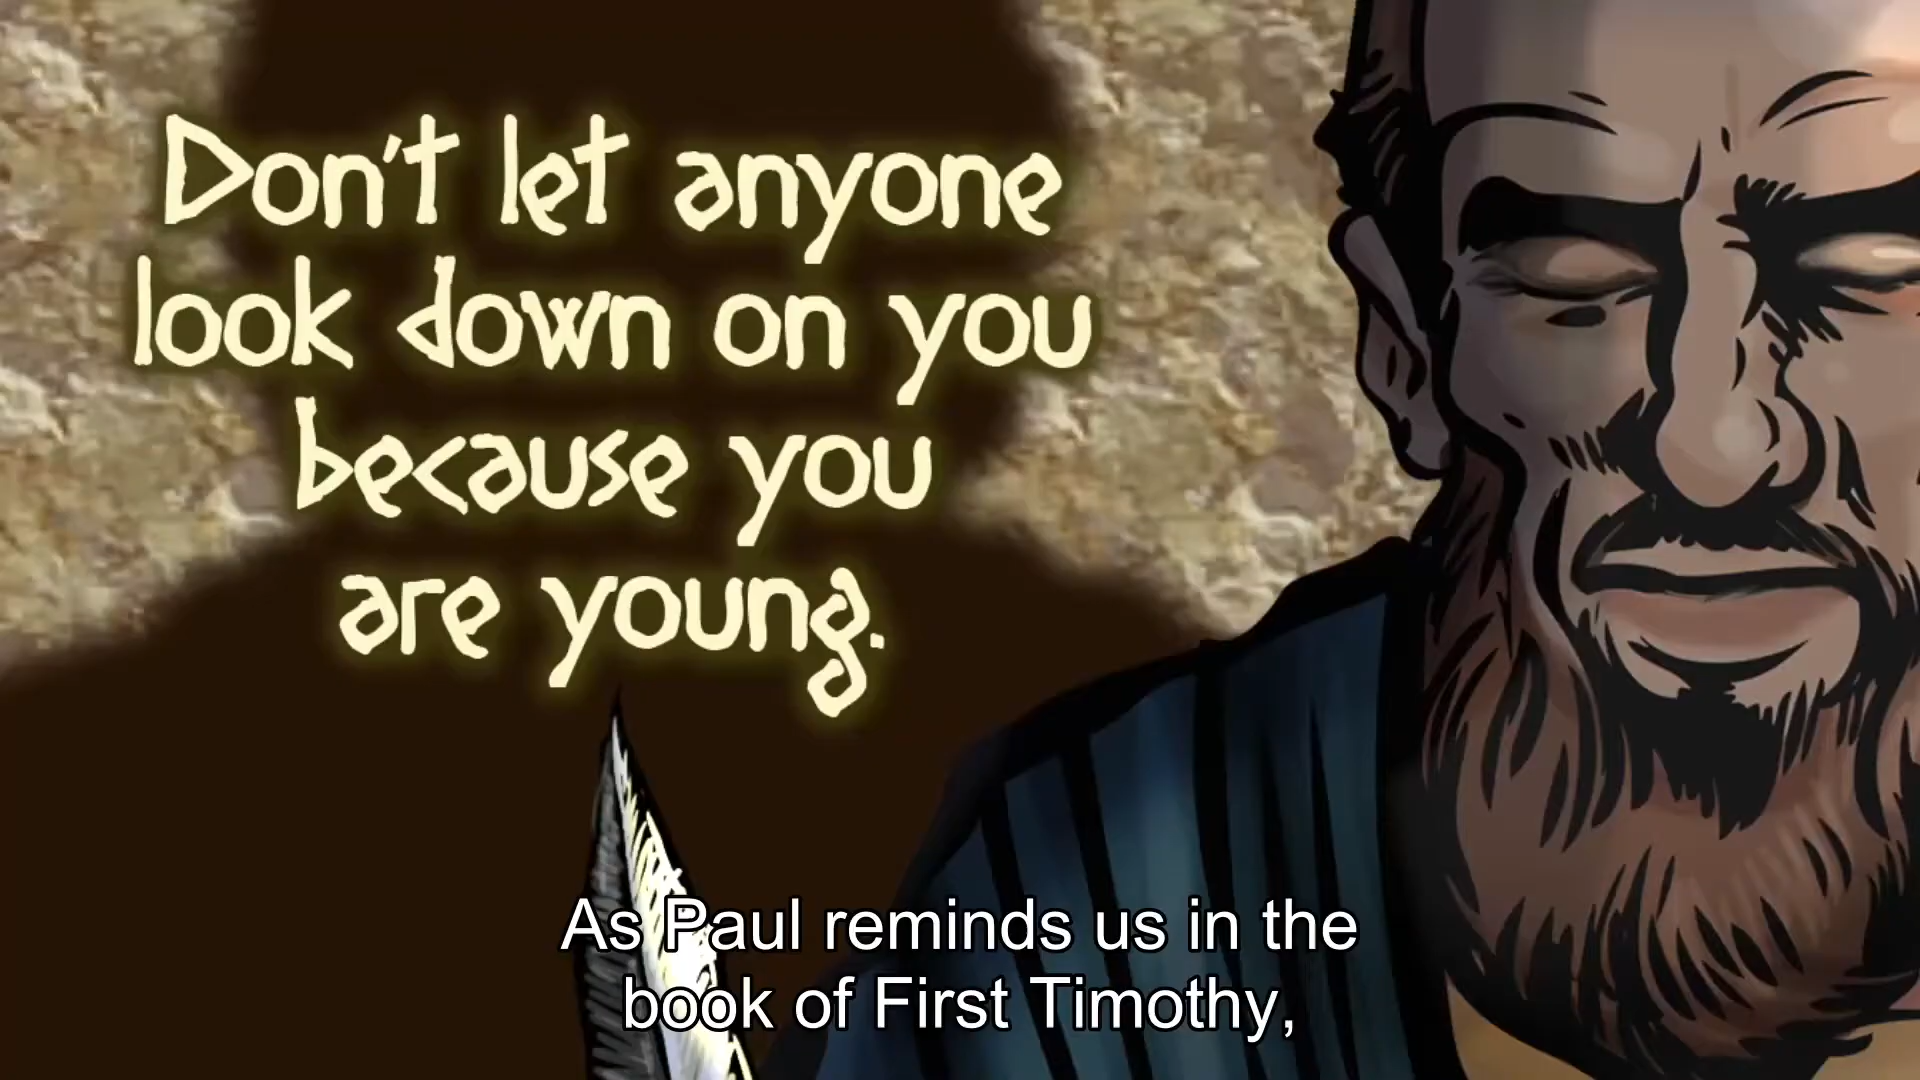 Don't let anyone
look down on you
because you
are young.
As Paul reminds us in the
book of First Timothy,